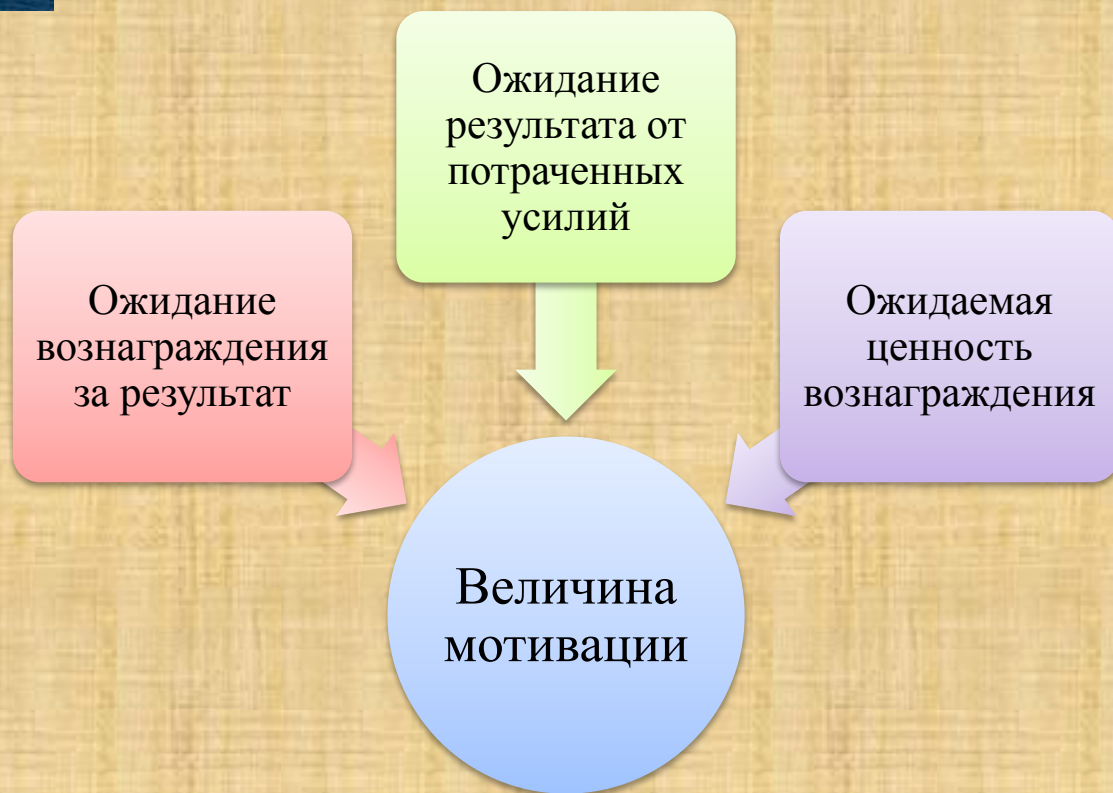 Ожидание
результата от
потраченных
усилий
Ожидание
вознаграждения
за результат
Ожидаемая
ценность
вознаграждения
Величина
мотивации